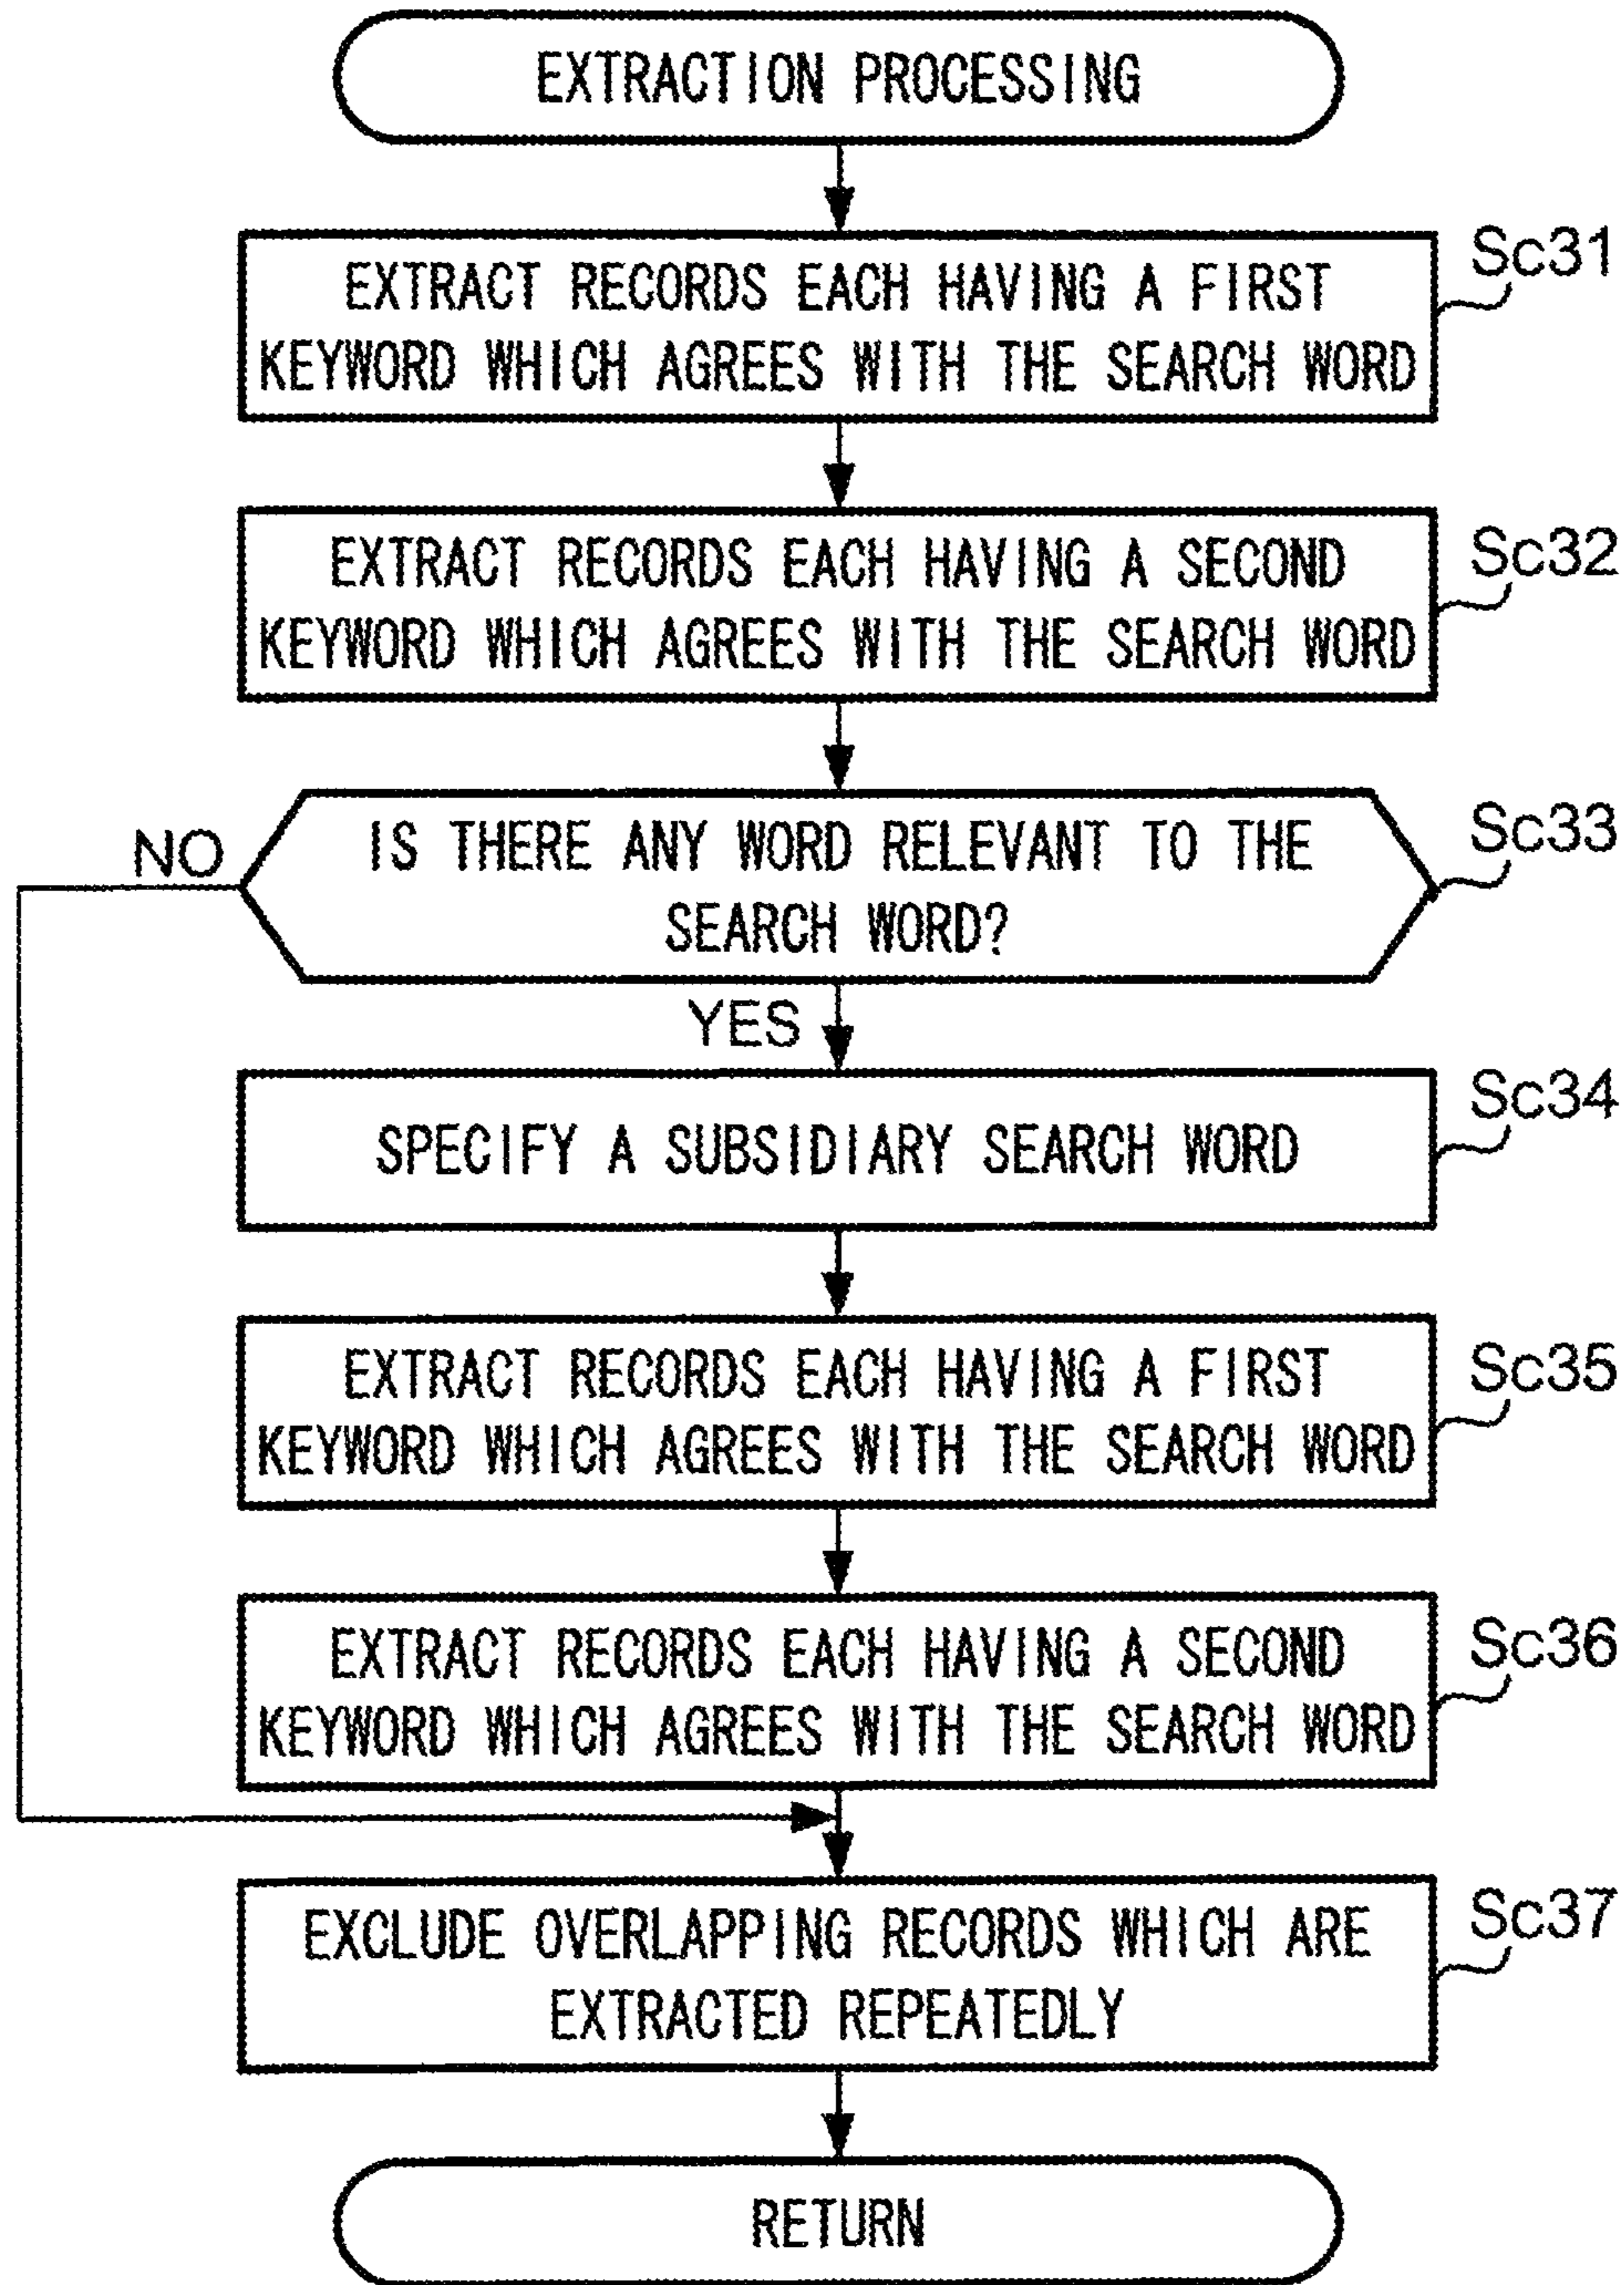 EXTRACTION PROCESSING
Sc31
EXTRACT RECORDS EACH HAVING A FIRST
KEYWORD WHICH AGREES WITH THE SEARCH WORD
Sc32
EXTRACT RECORDS EACH HAVING A SECOND
KEYWORD WHICH AGREES WITH THE SEARCH WORD
Sc33
NO
IS THERE ANY WORD RELEVANT TO THE
SEARCH WORD?
YES
Sc34
SPECIFY A SUBSIDIARY SEARCH WORD
Sc35
EXTRACT RECORDS EACH HAVING A FIRST
KEYWORD WHICH AGREES WITH THE SEARCH WORD
Sc36
EXTRACT RECORDS EACH HAVING A SECOND
KEYWORD WHICH AGREES WITH THE SEARCH WORD
Sc37
EXCLUDE OVERLAPPING RECORDS WHICH ARE
EXTRACTED REPEATEDLY
RETURN